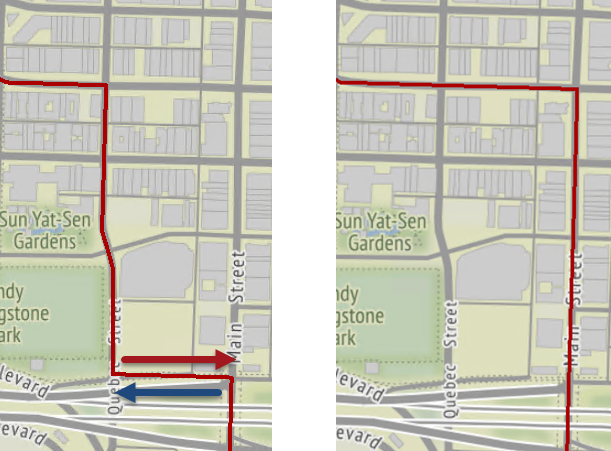 Sun Yat-Sen
Gardens
ndy
gstone
ark
Quebec Street
Main Street
levard
evard
Sun Yat-Sen
Gardens
ndy
gstone
ark
Quebec Street
Main Street
levard
evard